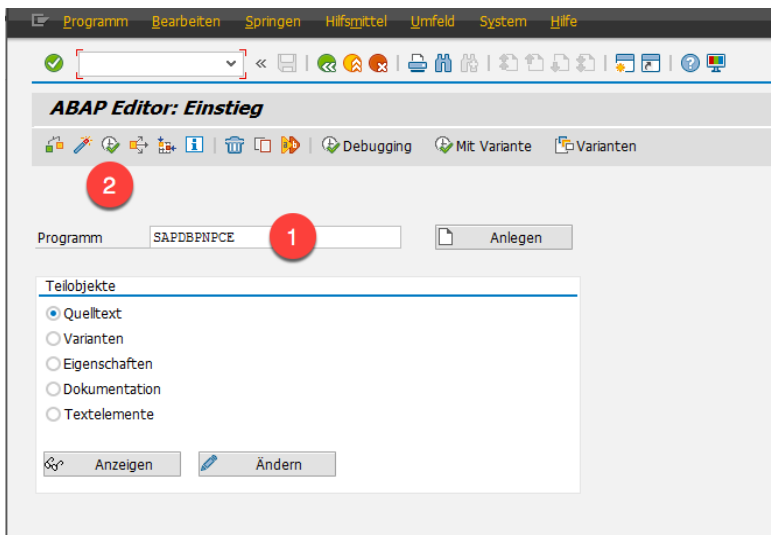 Programm Bearbeiten Springen Hilfsmittel Umfeld System Hilfe
ABAP Editor: Einstieg
Debugging Mit Variante Varianten
2
Programm SAPDBPNPCE 1 Anlegen
Teilobjekte
Quelltext
Varianten
Eigenschaften
Dokumentation
Textelemente
Anzeigen Ändern